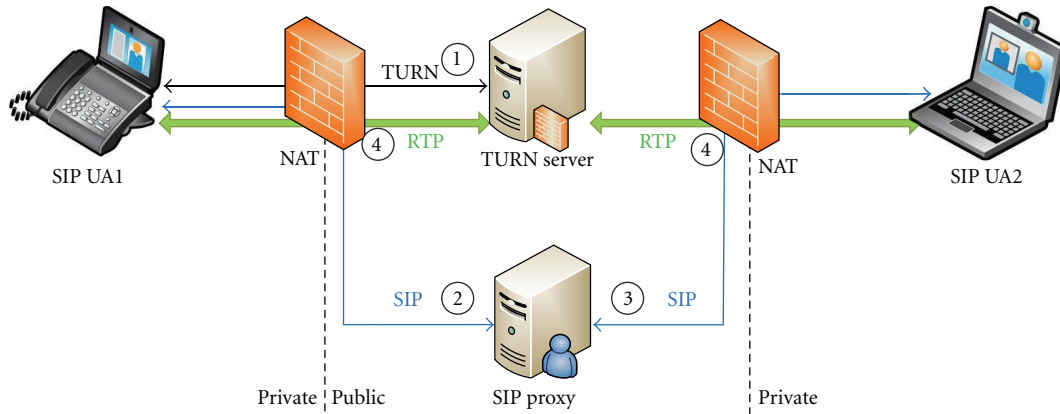 TURN
1
4
RTP
NAT
SIP UA1
TURN server
RTP
4
NAT
SIP UA2
SIP
2
3
SIP
Private
Public
SIP proxy
Private